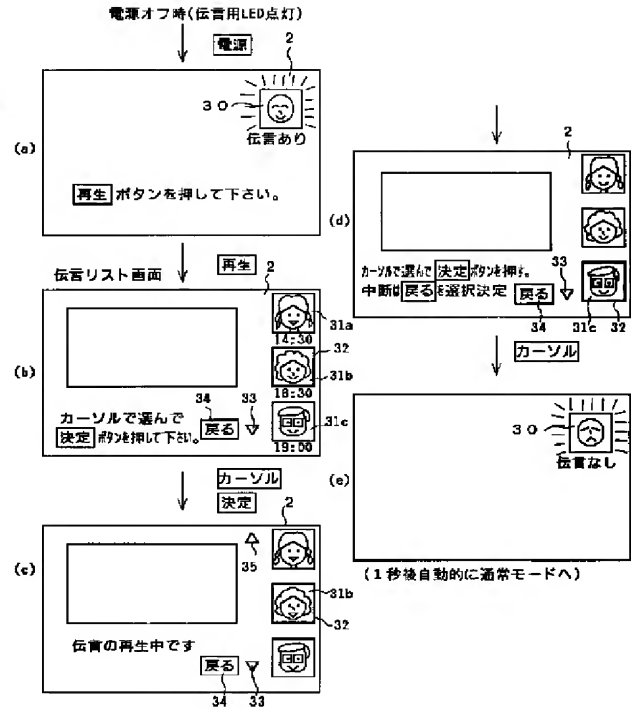 電源オフ時(伝言用LED点灯)
電源
2
30
伝言あり
(a)
再生 ボタンを押して下さい。
再生
伝言リスト画面
2
31a
14:30
32
31b
18:30
(b)
34
33
カーソルで選んで
決定 ボタンを押して下さい。
戻る
31c
19:00
カーソル
決定
2
(c)
35
31b
32
伝言の再生中です
戻る
34
33
2
(d)
カーソルで選んで 決定 ボタンを押す。
中断は 戻る を選択決定
戻る
33
34
31c
32
カーソル
30
伝言なし
(e)
(1秒後自動的に通常モードへ)